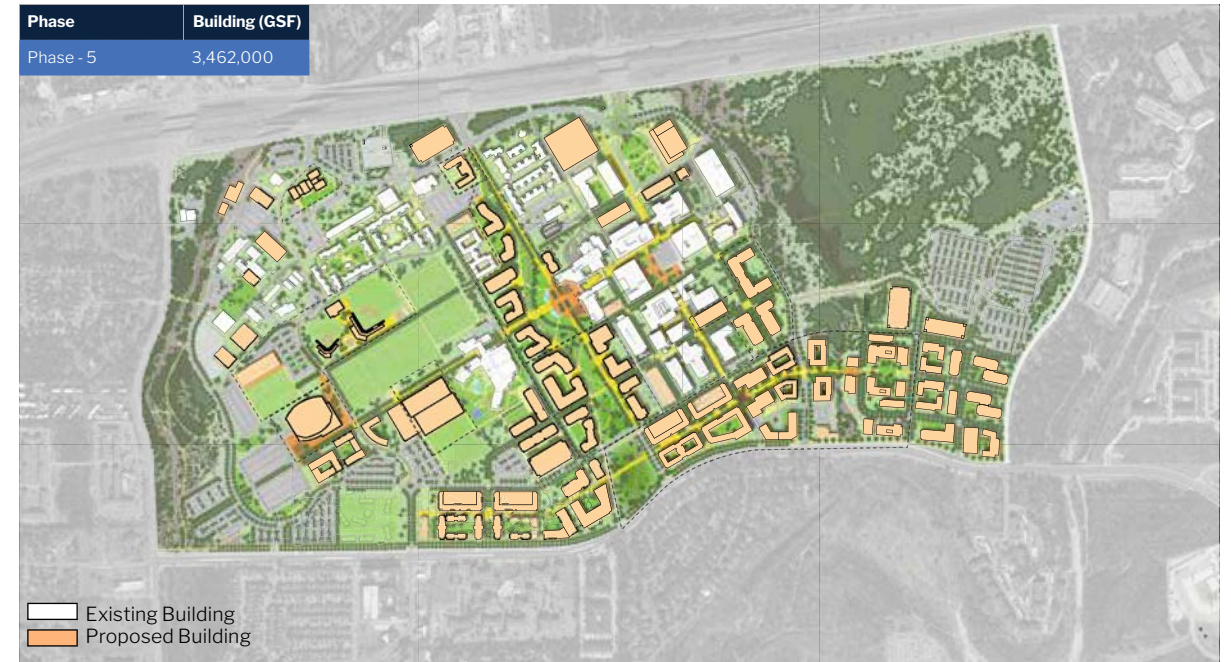 Phase Building (GSF)
Phase - 5 3,462,000
Existing Building
Proposed Building